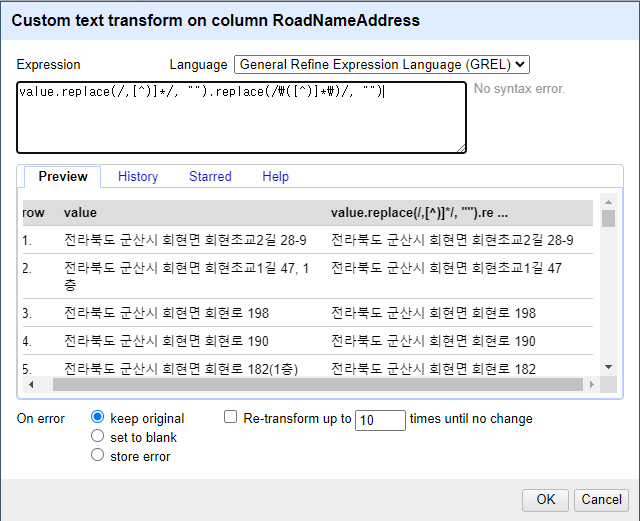 Custom text transform on column RoadNameAddress
Expression Language General Refine Expression Language (GREL)
value.replace(/,[^)]*/, "").replace(/₩([^)]*₩)/, "")
No syntax error.
Preview History Starred Help
row value value.replace(/,[^)]*/, "").re ...
1. 전라북도 군산시 회현면 회현초교2길 28-9 전라북도 군산시 회현면 회현초교2길 28-9
2. 전라북도 군산시 회현면 회현초교1길 47, 1 전라북도 군산시 회현면 회현초교1길 47
층
3. 전라북도 군산시 회현면 회현로 198 전라북도 군산시 회현면 회현로 198
4. 전라북도 군산시 회현면 회현로 190 전라북도 군산시 회현면 회현로 190
5. 전라북도 군산시 회현면 회현로 182(1층) 전라북도 군산시 회현면 회현로 182
On error keep original Re-transform up to 10 times until no change
set to blank
store error
OK Cancel